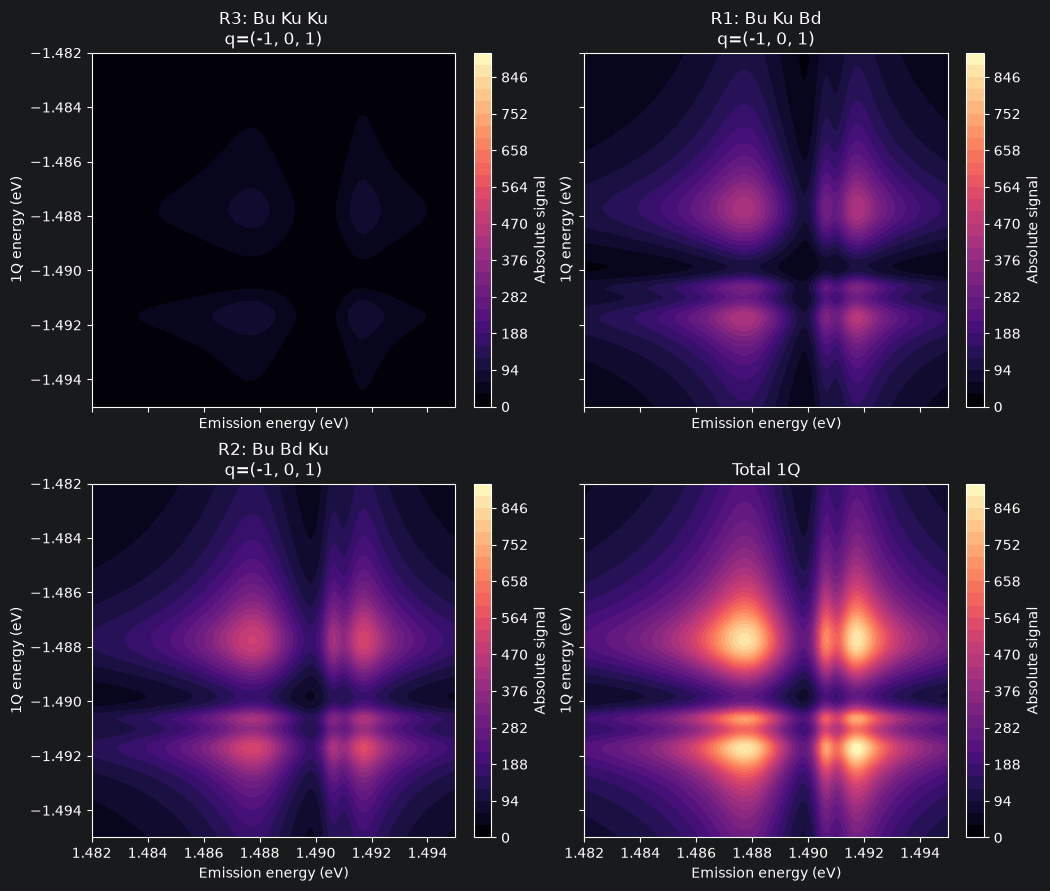 R3: Bu Ku Ku
q=(-1, 0, 1)
−1.482
−1.484
−1.486
−1.488
−1.490
−1.492
−1.494
1Q energy (eV)
Emission energy (eV)
846
752
658
564
470
376
282
188
94
0
Absolute signal
R1: Bu Ku Bd
q=(-1, 0, 1)
1Q energy (eV)
Emission energy (eV)
846
752
658
564
470
376
282
188
94
0
Absolute signal
R2: Bu Bd Ku
q=(-1, 0, 1)
−1.482
−1.484
−1.486
−1.488
−1.490
−1.492
−1.494
1Q energy (eV)
1.482 1.484 1.486 1.488 1.490 1.492 1.494
Emission energy (eV)
846
752
658
564
470
376
282
188
94
0
Absolute signal
Total 1Q
1Q energy (eV)
1.482 1.484 1.486 1.488 1.490 1.492 1.494
Emission energy (eV)
846
752
658
564
470
376
282
188
94
0
Absolute signal